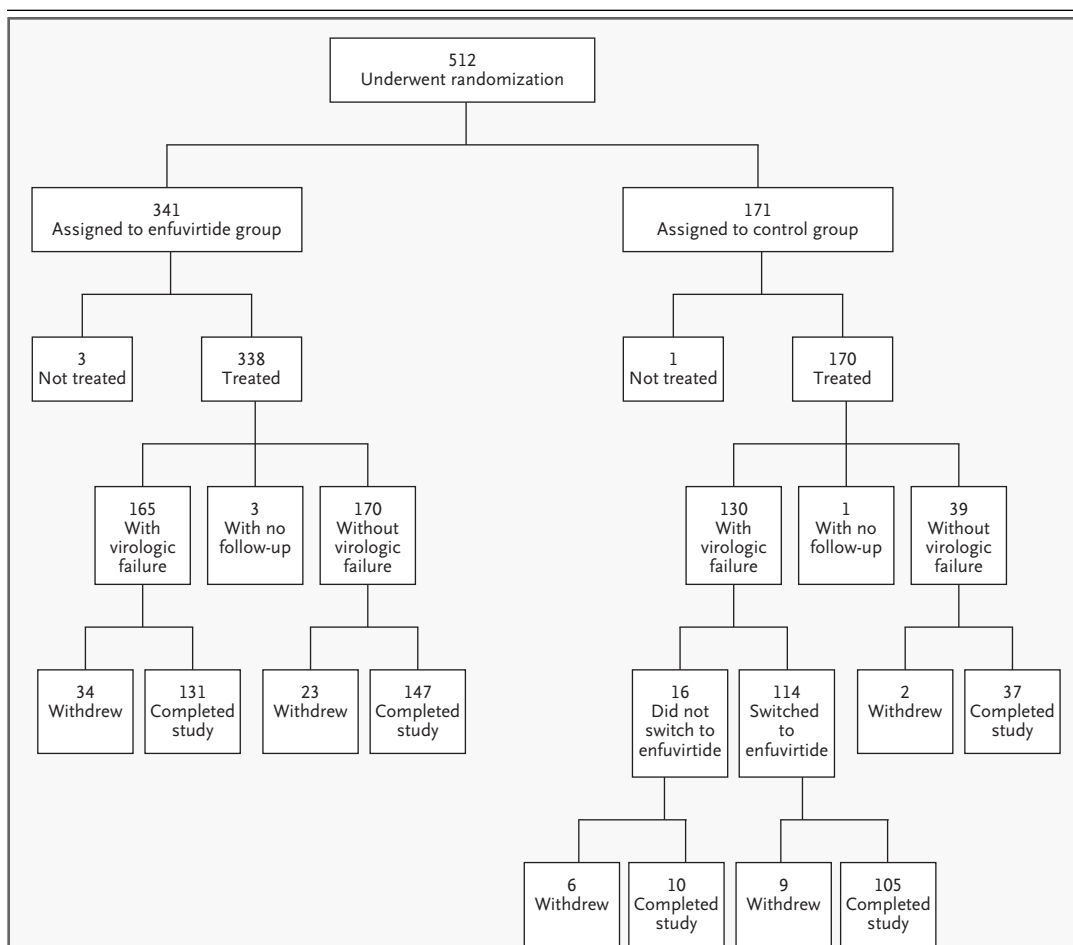 512
Underwent randomization
341
Assigned to enfuvirtide group
171
Assigned to control group
3
Not treated
338
Treated
1
Not treated
170
Treated
165
With
virologic
failure
3
With no
follow-up
170
Without
virologic
failure
130
With
virologic
failure
1
With no
follow-up
39
Without
virologic
failure
34
Withdrew
131
Completed
study
23
Withdrew
147
Completed
study
16
Did not
switch to
enfuvirtide
114
Switched
to
enfuvirtide
2
Withdrew
37
Completed
study
6
Withdrew
10
Completed
study
9
Withdrew
105
Completed
study